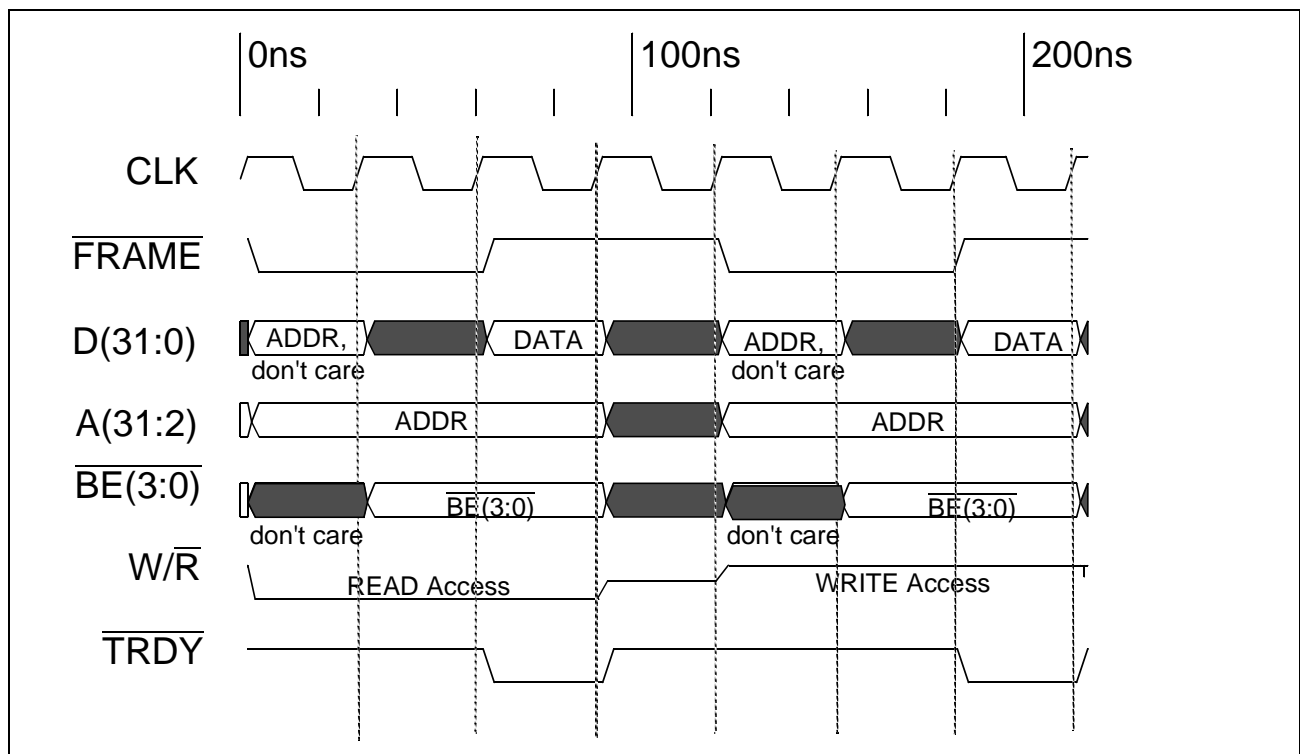 0ns 100ns 200ns
CLK
FRAME
D(31:0) ADDR, DATA ADDR, DATA
don't care don't care
A(31:2) ADDR ADDR
BE(3:0) BE(3:0) BE(3:0)
don't care don't care
W/R READ Access WRITE Access
TRDY